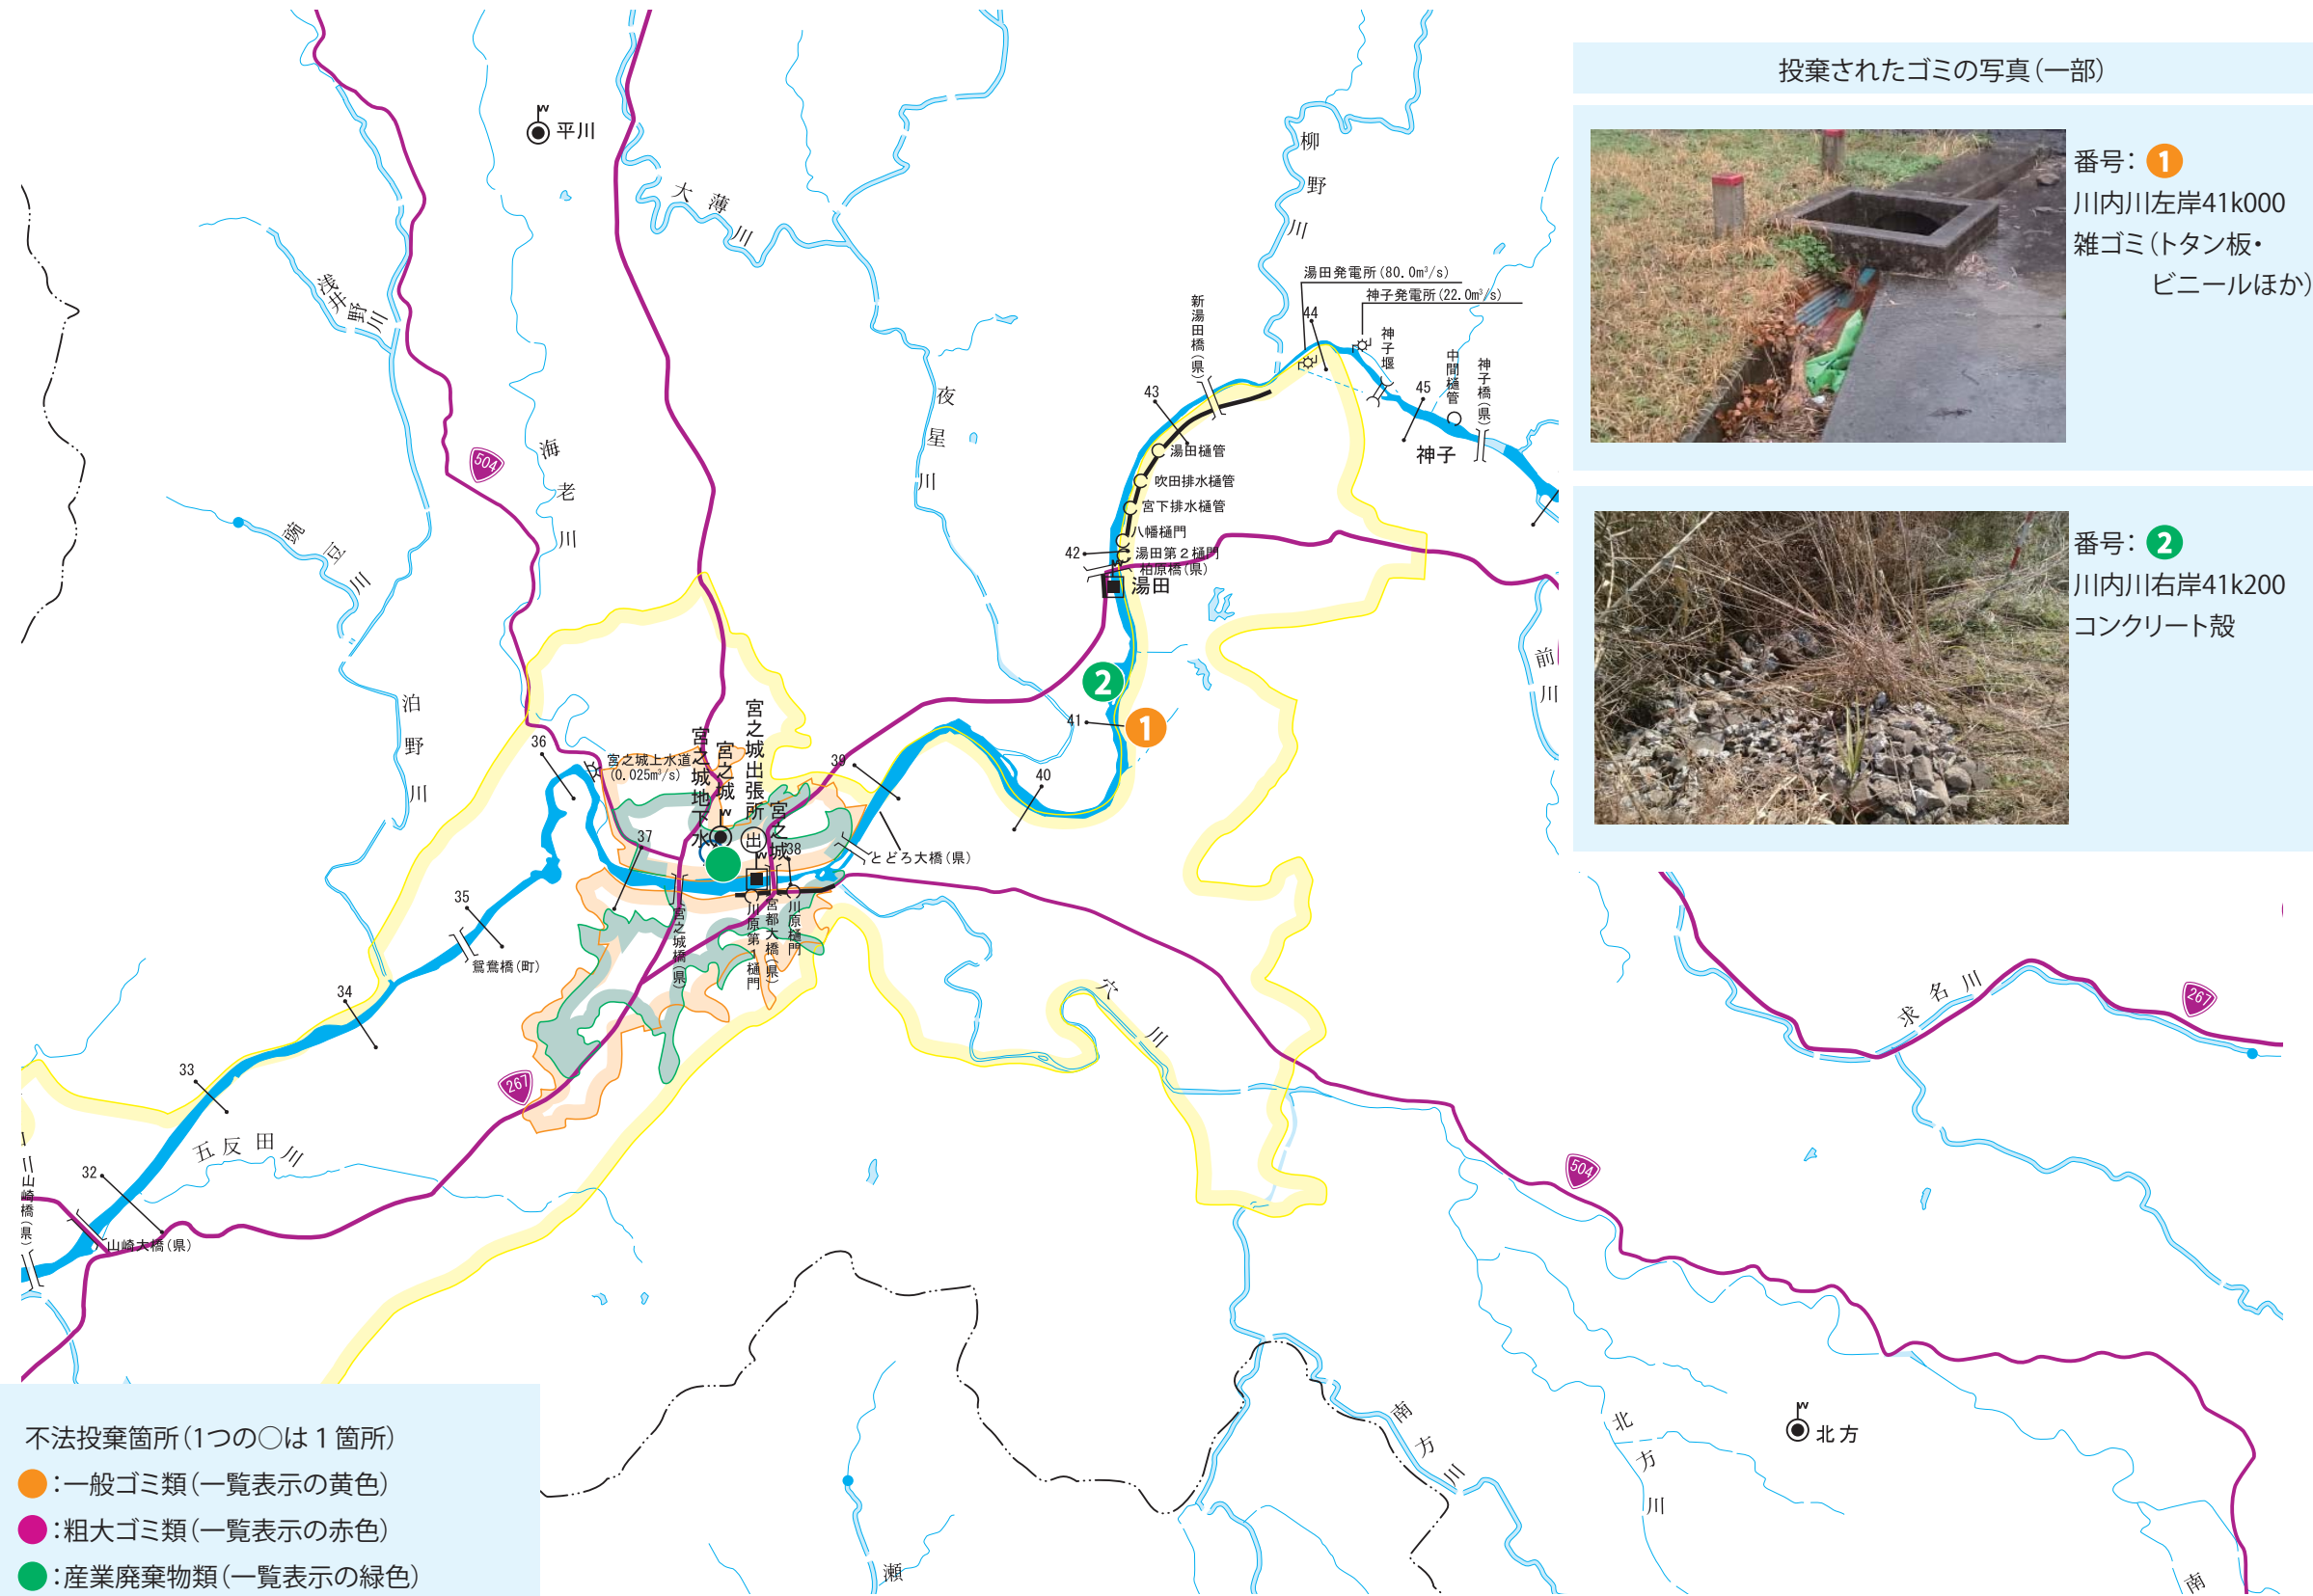 投棄されたゴミの写真(一部)
番号: 1
川内川左岸41k000
雑ゴミ(トタン板・
ビニールほか)
番号: 2
川内川右岸41k200
コンクリート殻
平川
大薄川
柳野川
浅井野川
504
海老川
豌豆川
泊野川
夜星川
湯田発電所(80.0m³/s)
神子発電所(22.0m³/s)
新湯田橋(県)
44
神子堰
中間樋管
神子橋(県)
45
43
神子
湯田樋管
吹田排水樋管
宮下排水樋管
八幡樋門
42
湯田第2樋門
柏原橋(県)
湯田
前川
2
1
41
40
39
36
宮之城上水道
(0.025m³/s)
宮之城地下水
宮之城
宮之城出張所
宮之城
出
37
38
とどろ大橋(県)
宮之城橋(県)
川原第1樋門
宮都大橋(県)
川原樋門
35
鴛鴦橋(町)
34
33
32
267
五反田川
山崎橋(県)
山崎大橋(県)
穴川
求名川
267
504
南方川
北方川
北方
瀬
南
不法投棄箇所(1つの○は1箇所)
:一般ゴミ類(一覧表示の黄色)
:粗大ゴミ類(一覧表示の赤色)
:産業廃棄物類(一覧表示の緑色)